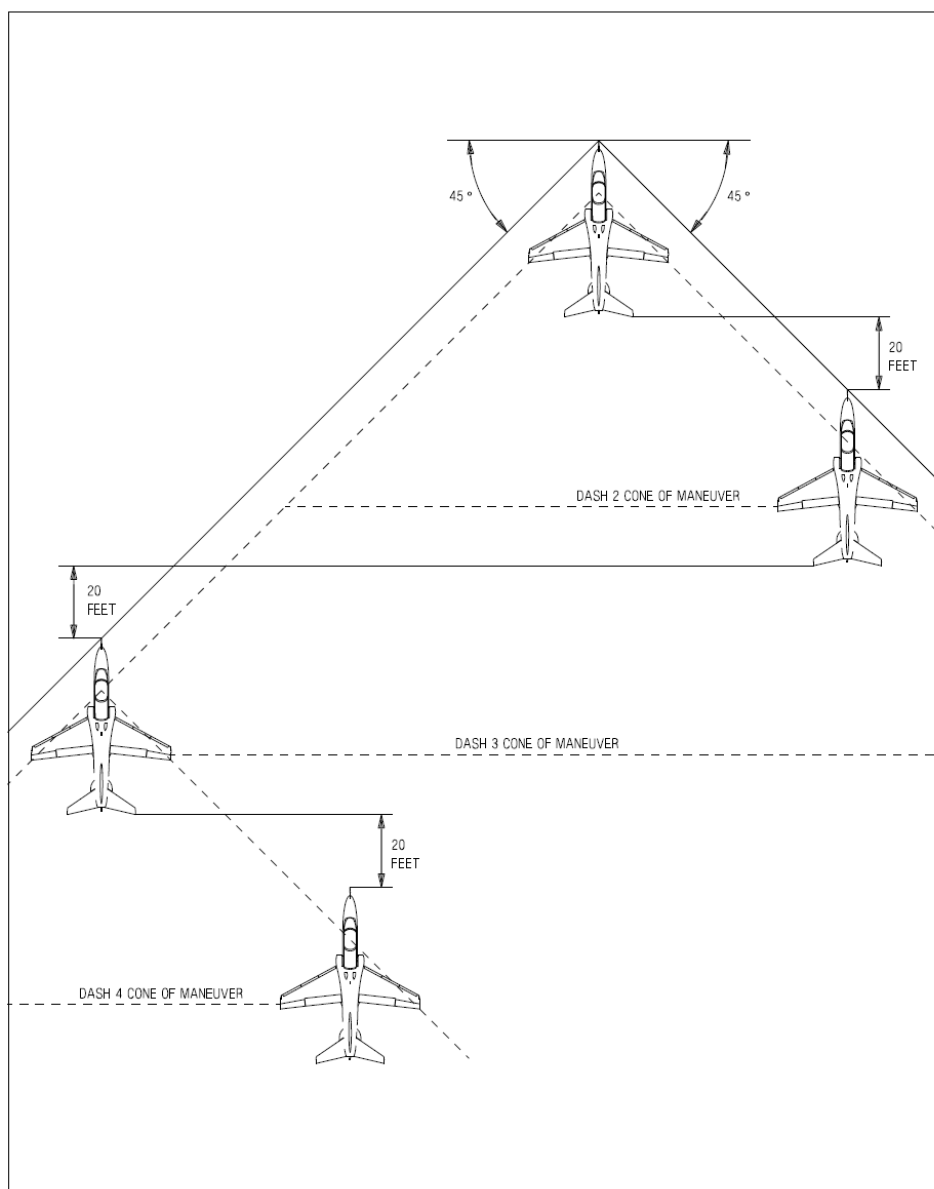 45°
45°
20
FEET
DASH 2 CONE OF MANEUVER
20
FEET
DASH 3 CONE OF MANEUVER
20
FEET
DASH 4 CONE OF MANEUVER